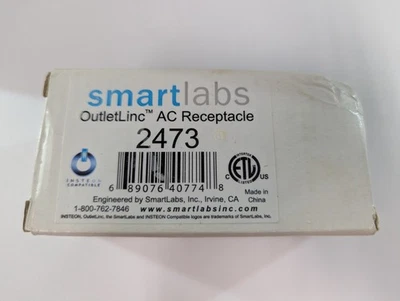 smartlabs
OutletLinc™ AC Receptacle
2473
INSTEON
COMPATIBLE
6 89076 40774 8
C ETL US
Engineered by SmartLabs, Inc., Irvine, CA
Made in
China
1-800-762-7846 www.smartlabsinc.com
INSTEON, OutletLinc, the SmartLabs and INSTEON Compatible logos are trademarks of SmartLabs, Inc.